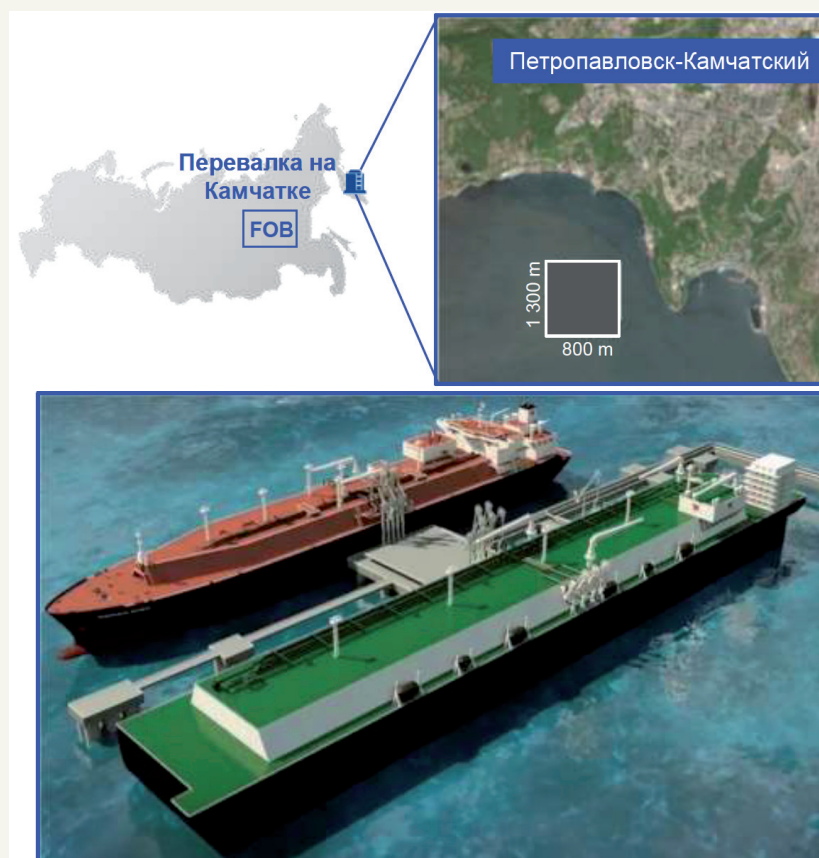 Петропавловск-Камчатский
Перевалка на
Камчатке
FOB
1 300 m
800 m